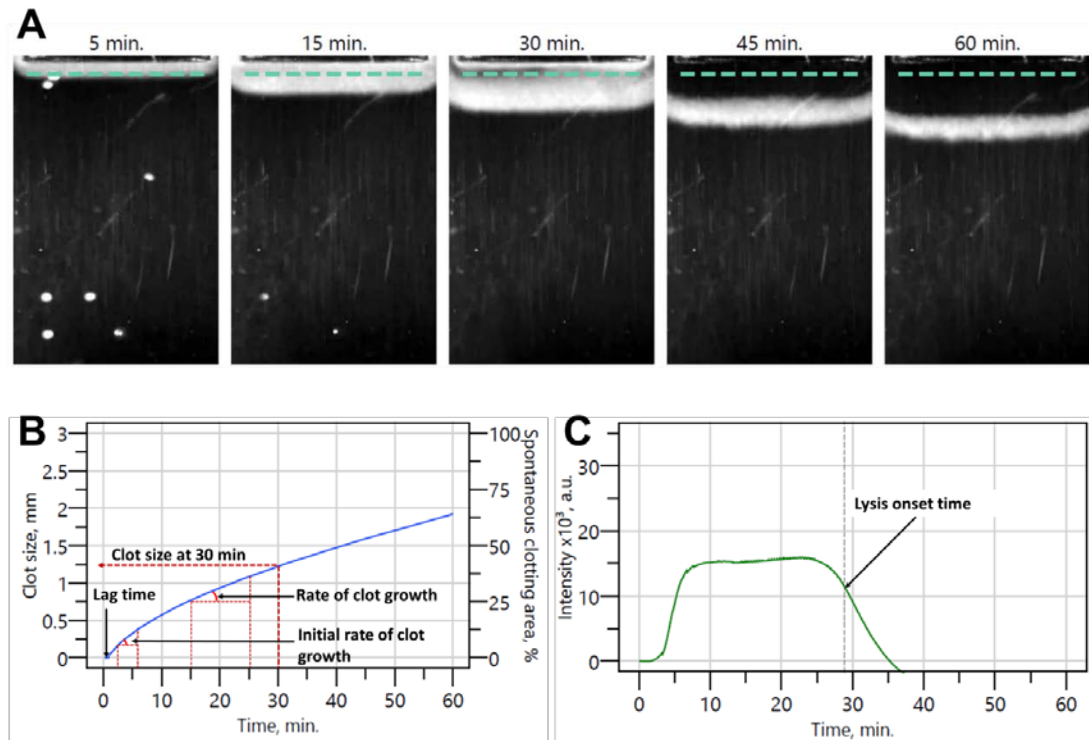 A
5 min.
15 min.
30 min.
45 min.
60 min.
B
3
2.5
2
1.5
1
0.5
0
Clot size, mm
100
75
50
25
0
Spontaneous clotting area, %
Clot size at 30 min
Lag time
Rate of clot growth
Initial rate of clot
growth
0
10
20
30
40
50
60
Time, min.
C
30
20
10
0
Intensity x10³, a.u.
Lysis onset time
0
10
20
30
40
50
60
Time, min.